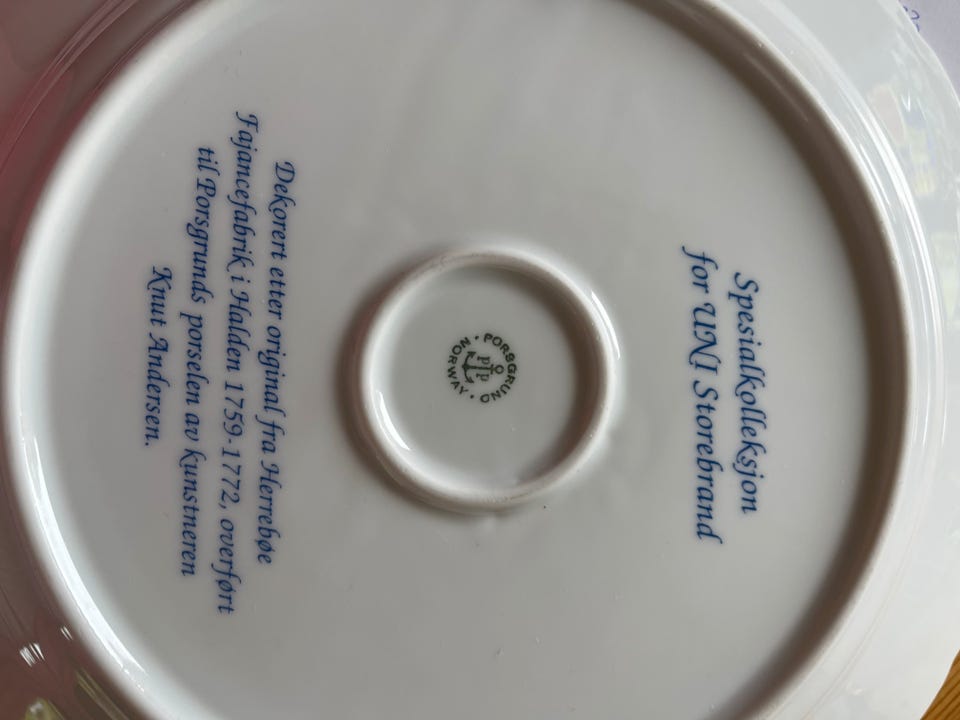 Spesialkolleksjon
for UNI Storebrand
PORSGRUND
PP
NORWAY
Dekorert etter original fra Herrebøe
Fajancefabrik i Halden 1759-1772, overført
til Porsgrunds porselen av kunstneren
Knut Andersen.